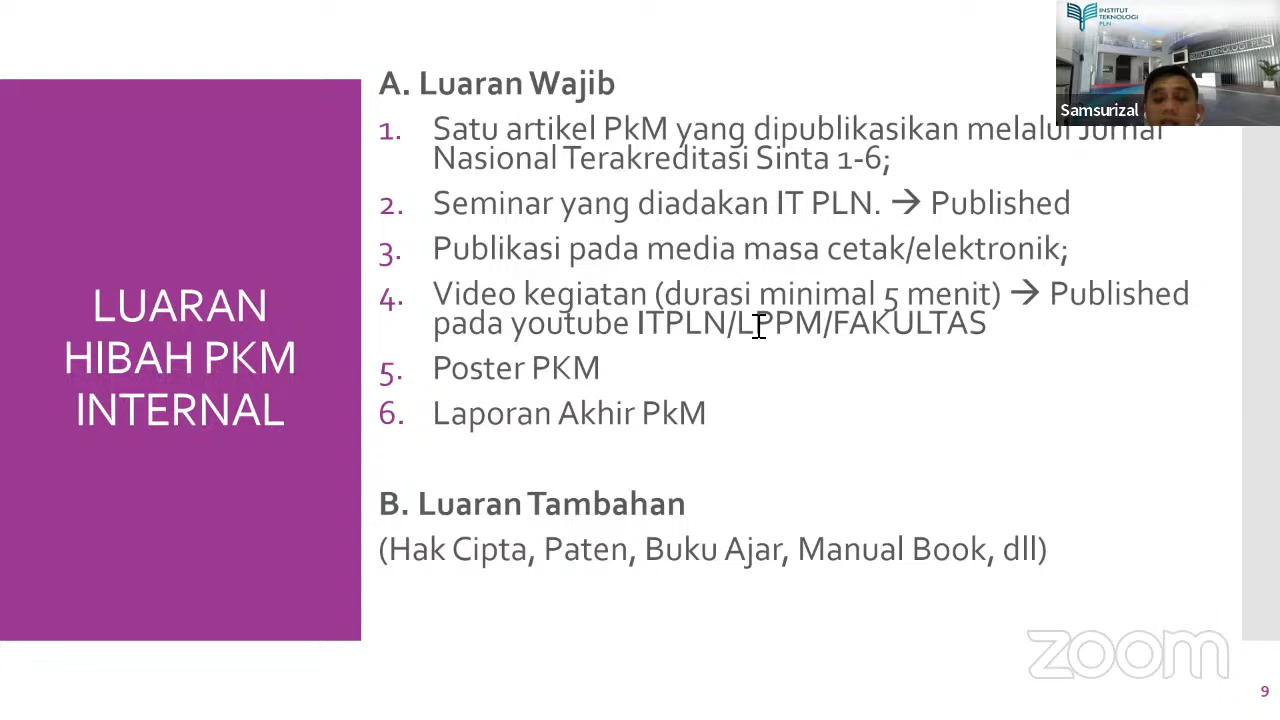 INSTITUT
TEKNOLOGI
PLN
INSTITUT TEKNOLOGI PLN
Samsurizal
LUARAN
HIBAH PKM
INTERNAL
A. Luaran Wajib
1. Satu artikel PkM yang dipublikasikan melalui Jurnal
Nasional Terakreditasi Sinta 1-6;
2. Seminar yang diadakan IT PLN. → Published
3. Publikasi pada media masa cetak/elektronik;
4. Video kegiatan (durasi minimal 5 menit) → Published
pada youtube ITPLN/LPPM/FAKULTAS
5. Poster PKM
6. Laporan Akhir PkM
B. Luaran Tambahan
(Hak Cipta, Paten, Buku Ajar, Manual Book, dll)
zoom
9